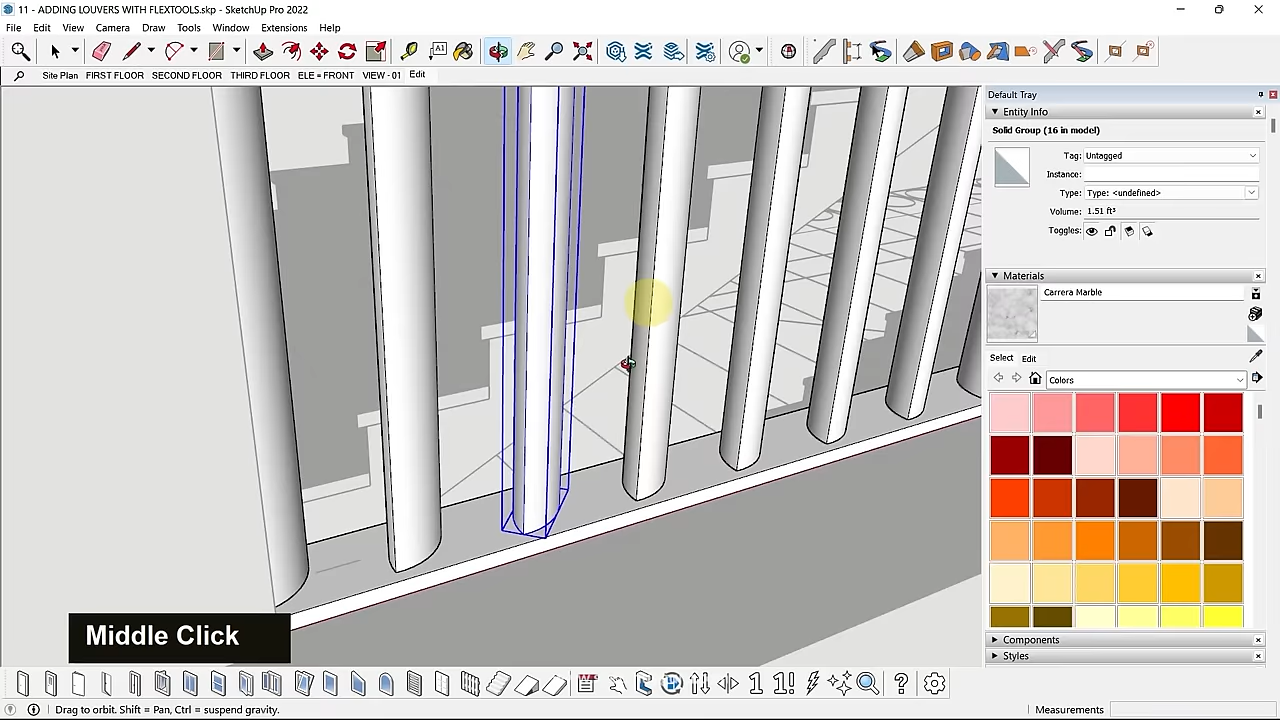 11 - ADDING LOUVERS WITH FLEXTOOLS.skp - SketchUp Pro 2022
File Edit View Camera Draw Tools Window Extensions Help
Site Plan FIRST FLOOR SECOND FLOOR THIRD FLOOR ELE = FRONT VIEW - 01 Edit
Default Tray
Entity Info
Solid Group (16 in model)
Tag: Untagged
Instance:
Type: Type: <undefined>
Volume: 1.51 ft³
Toggles:
Materials
Carrera Marble
Select Edit
Colors
Components
Styles
Middle Click
Drag to orbit. Shift = Pan, Ctrl = suspend gravity.
Measurements